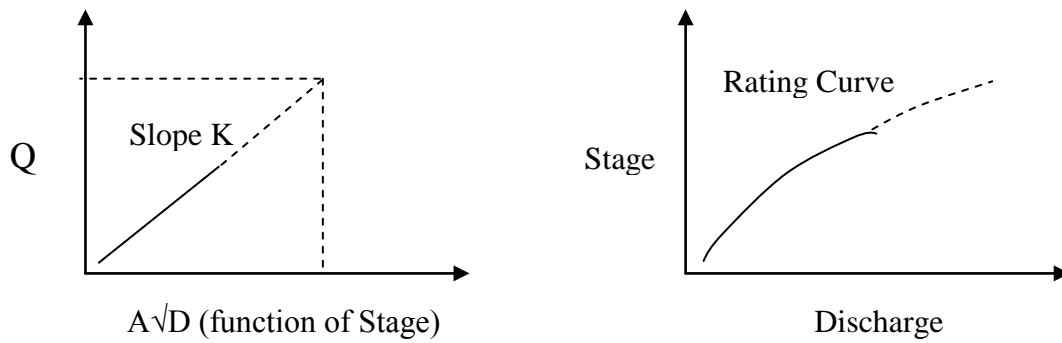 Q
Slope K
A√D (function of Stage)
Rating Curve
Stage
Discharge